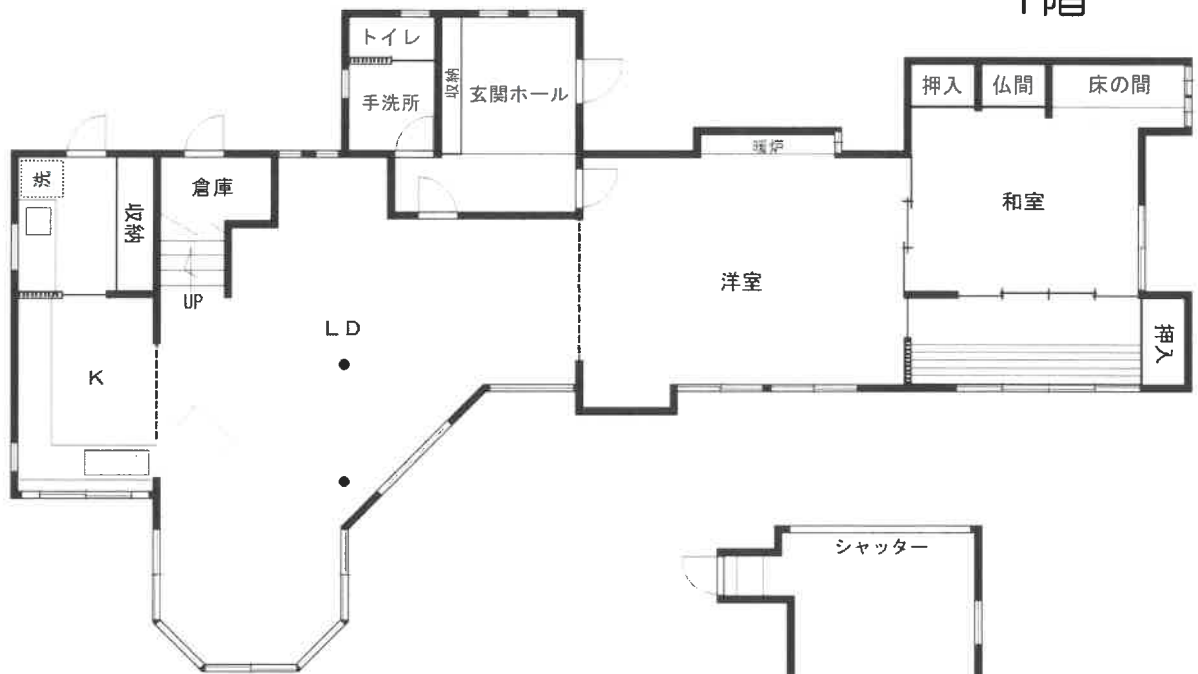 1階
トイレ
手洗所
収納
玄関ホール
押入
仏間
床の間
暖炉
洗
収納
倉庫
和室
洋室
UP
LD
K
押入
シャッター